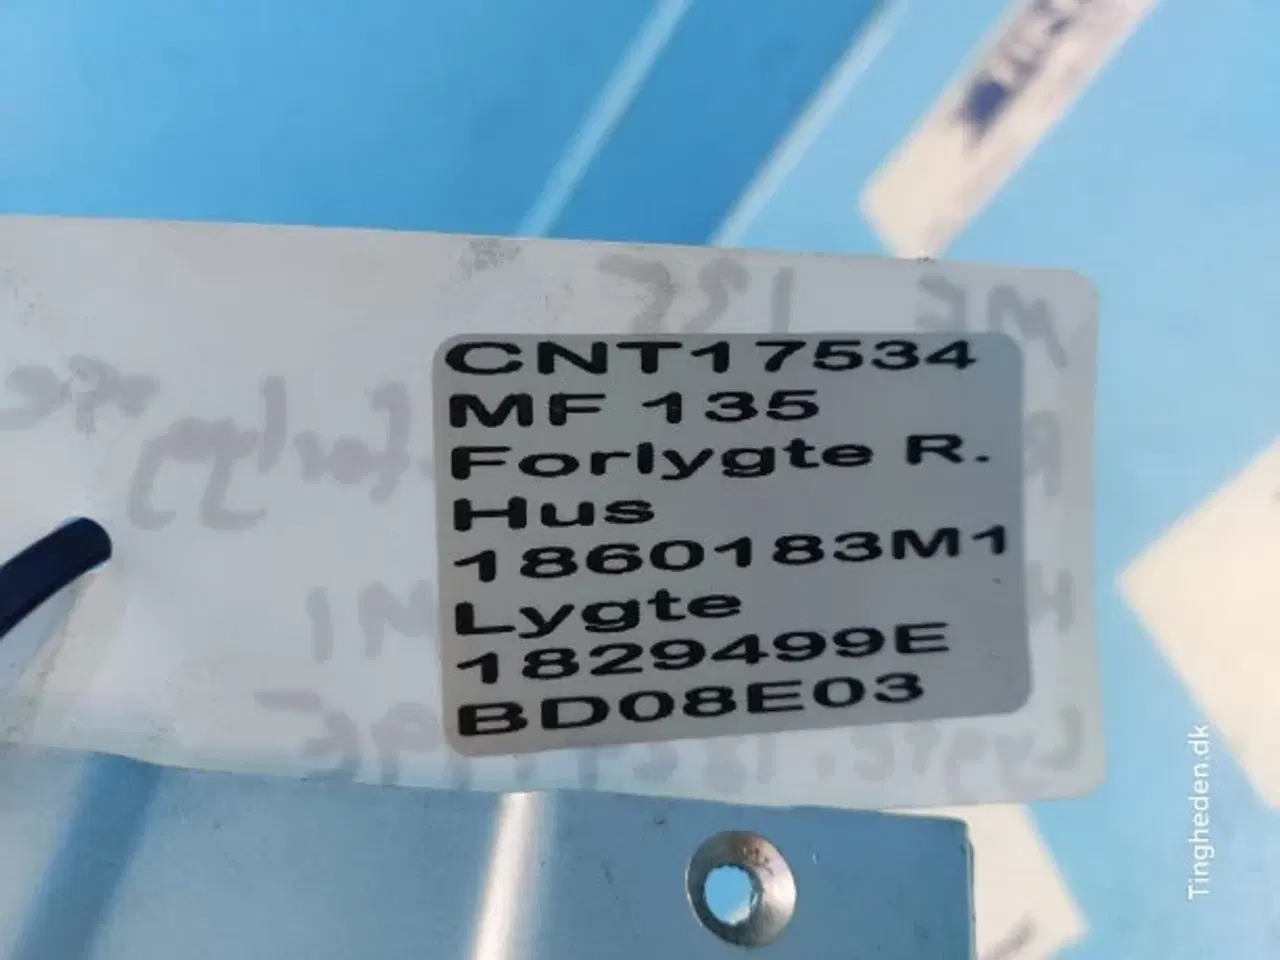 CNT17534
MF 135
Forlygte R.
Hus
1860183M1
Lygte
1829499E
BD08E03
Tingheden.dk